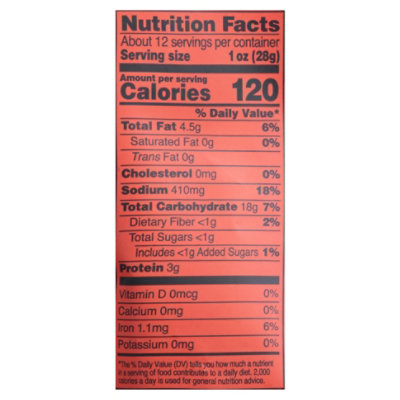 Nutrition Facts
About 12 servings per container
Serving size 1 oz (28g)
Amount per serving
Calories 120
% Daily Value*
Total Fat 4.5g 6%
Saturated Fat 0g 0%
Trans Fat 0g
Cholesterol 0mg 0%
Sodium 410mg 18%
Total Carbohydrate 18g 7%
Dietary Fiber <1g 2%
Total Sugars <1g
Includes <1g Added Sugars 1%
Protein 3g
Vitamin D 0mcg 0%
Calcium 0mg 0%
Iron 1.1mg 6%
Potassium 0mg 0%
*The % Daily Value (DV) tells you how much a nutrient
in a serving of food contributes to a daily diet. 2,000
calories a day is used for general nutrition advice.